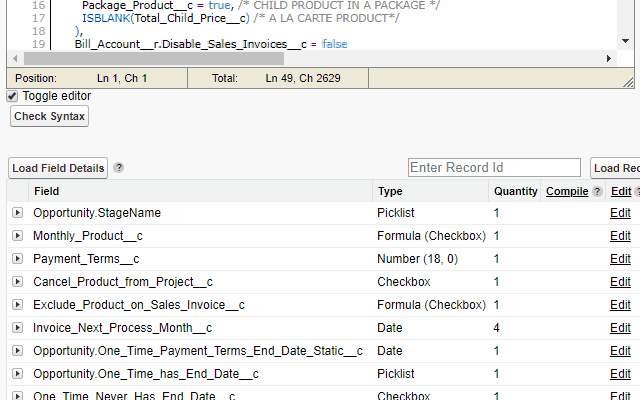 16 Package_Product__c = true, /* CHILD PRODUCT IN A PACKAGE */
17 ISBLANK(Total_Child_Price__c) /* A LA CARTE PRODUCT*/
18 ),
19 Bill_Account__r.Disable_Sales_Invoices__c = false
Position: Ln 1, Ch 1 Total: Ln 49, Ch 2629
Toggle editor
Check Syntax
Load Field Details ? Enter Record Id Load Rec
Field Type Quantity Compile ? Edit ?
Opportunity.StageName Picklist 1 Edit
Monthly_Product__c Formula (Checkbox) 1 Edit
Payment_Terms__c Number (18, 0) 1 Edit
Cancel_Product_from_Project__c Checkbox 1 Edit
Exclude_Product_on_Sales_Invoice__c Formula (Checkbox) 1 Edit
Invoice_Next_Process_Month__c Date 4 Edit
Opportunity.One_Time_Payment_Terms_End_Date_Static__c Date 1 Edit
Opportunity.One_Time_has_End_Date__c Picklist 1 Edit
One_Time_Never_Has_End_Date__c Checkbox 1 Edit